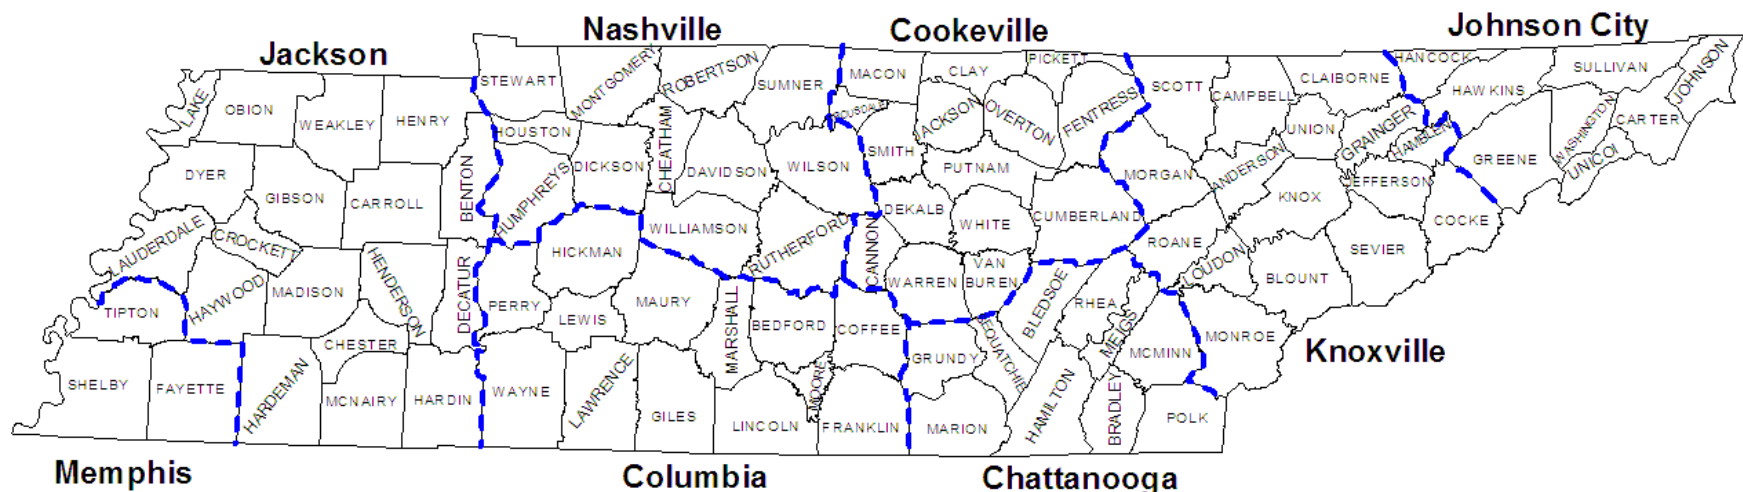 Jackson
Nashville
Cookeville
Johnson City
LAKE
OBION
WEAKLEY
HENRY
STEWART
MONTGOMERY
ROBERTSON
SUMNER
MACON
CLAY
PICKETT
SCOTT
CAMPBELL
CLAIBORNE
HANCOCK
HAWKINS
SULLIVAN
JOHNSON
DYER
GIBSON
CARROLL
BENTON
HOUSTON
HUMPHREYS
DICKSON
CHEATHAM
DAVIDSON
WILSON
TROUSDALE
SMITH
JACKSON
OVERTON
FENTRESS
PUTNAM
MORGAN
ANDERSON
UNION
GRAINGER
HAMBLEN
GREENE
WASHINGTON
UNICOI
CARTER
LAUDERDALE
CROCKETT
HAYWOOD
MADISON
HENDERSON
DECATUR
PERRY
HICKMAN
LEWIS
MAURY
WILLIAMSON
RUTHERFORD
CANNON
DEKALB
WHITE
CUMBERLAND
ROANE
LOUDON
KNOX
JEFFERSON
COCKE
SEVIER
BLOUNT
TIPTON
MARSHALL
BEDFORD
COFFEE
WARREN
VAN
BUREN
BLEDSOE
RHEA
MEIGS
MCMINN
MONROE
SHELBY
FAYETTE
HARDEMAN
CHESTER
MCNAIRY
HARDIN
WAYNE
LAWRENCE
GILES
LINCOLN
MOORE
FRANKLIN
GRUNDY
SEQUATCHIE
MARION
HAMILTON
BRADLEY
POLK
Knoxville
Memphis
Columbia
Chattanooga